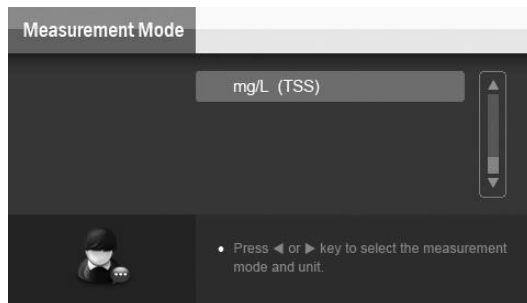 Measurement Mode
mg/L (TSS)
• Press ◀ or ▶ key to select the measurement
mode and unit.